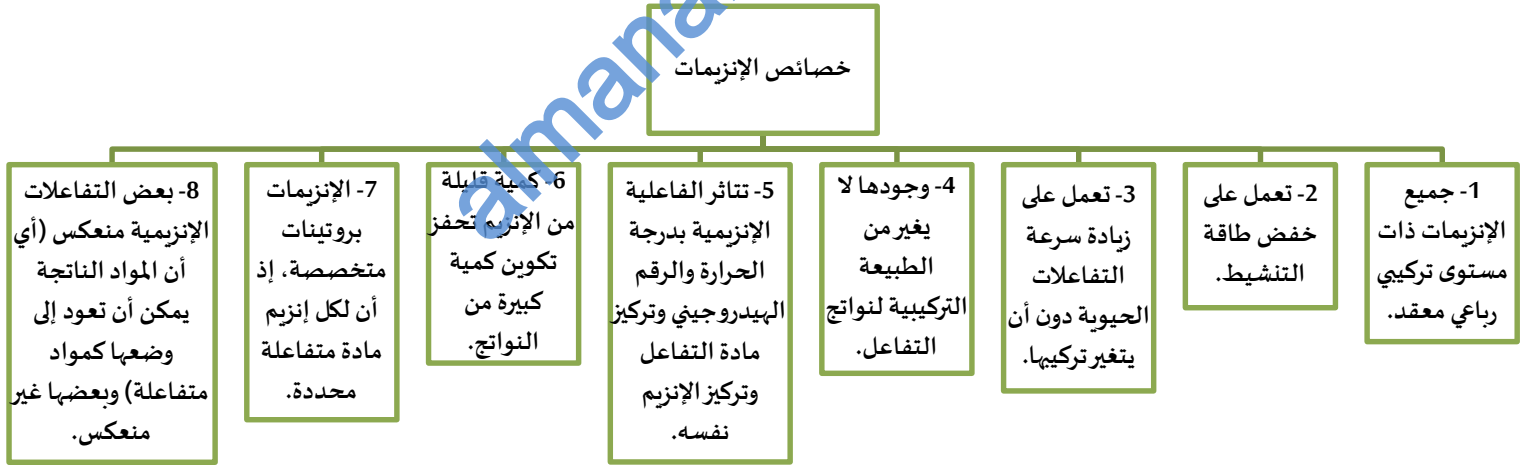 خصائص الإنزيمات
1- جميع
الإنزيمات ذات
مستوى تركيبي
رباعي معقد.
2- تعمل على
خفض طاقة
التنشيط.
3- تعمل على
زيادة سرعة
التفاعلات
الحيوية دون أن
يتغير تركيبها.
4- وجودها لا
يغير من
الطبيعة
التركيبية لنواتج
التفاعل.
5- تتاثر الفاعلية
الإنزيمية بدرجة
الحرارة والرقم
الهيدروجيني وتركيز
مادة التفاعل
وتركيز الإنزيم
نفسه.
6- كمية قليلة
من الإنزيم تحفز
تكوين كمية
كبيرة من
النواتج.
7- الإنزيمات
بروتينات
متخصصة، إذ
أن لكل إنزيم
مادة متفاعلة
محددة.
8- بعض التفاعلات
الإنزيمية منعكس (أي
أن المواد الناتجة
يمكن أن تعود إلى
وضعها كمواد
متفاعلة) وبعضها غير
منعكس.
almana